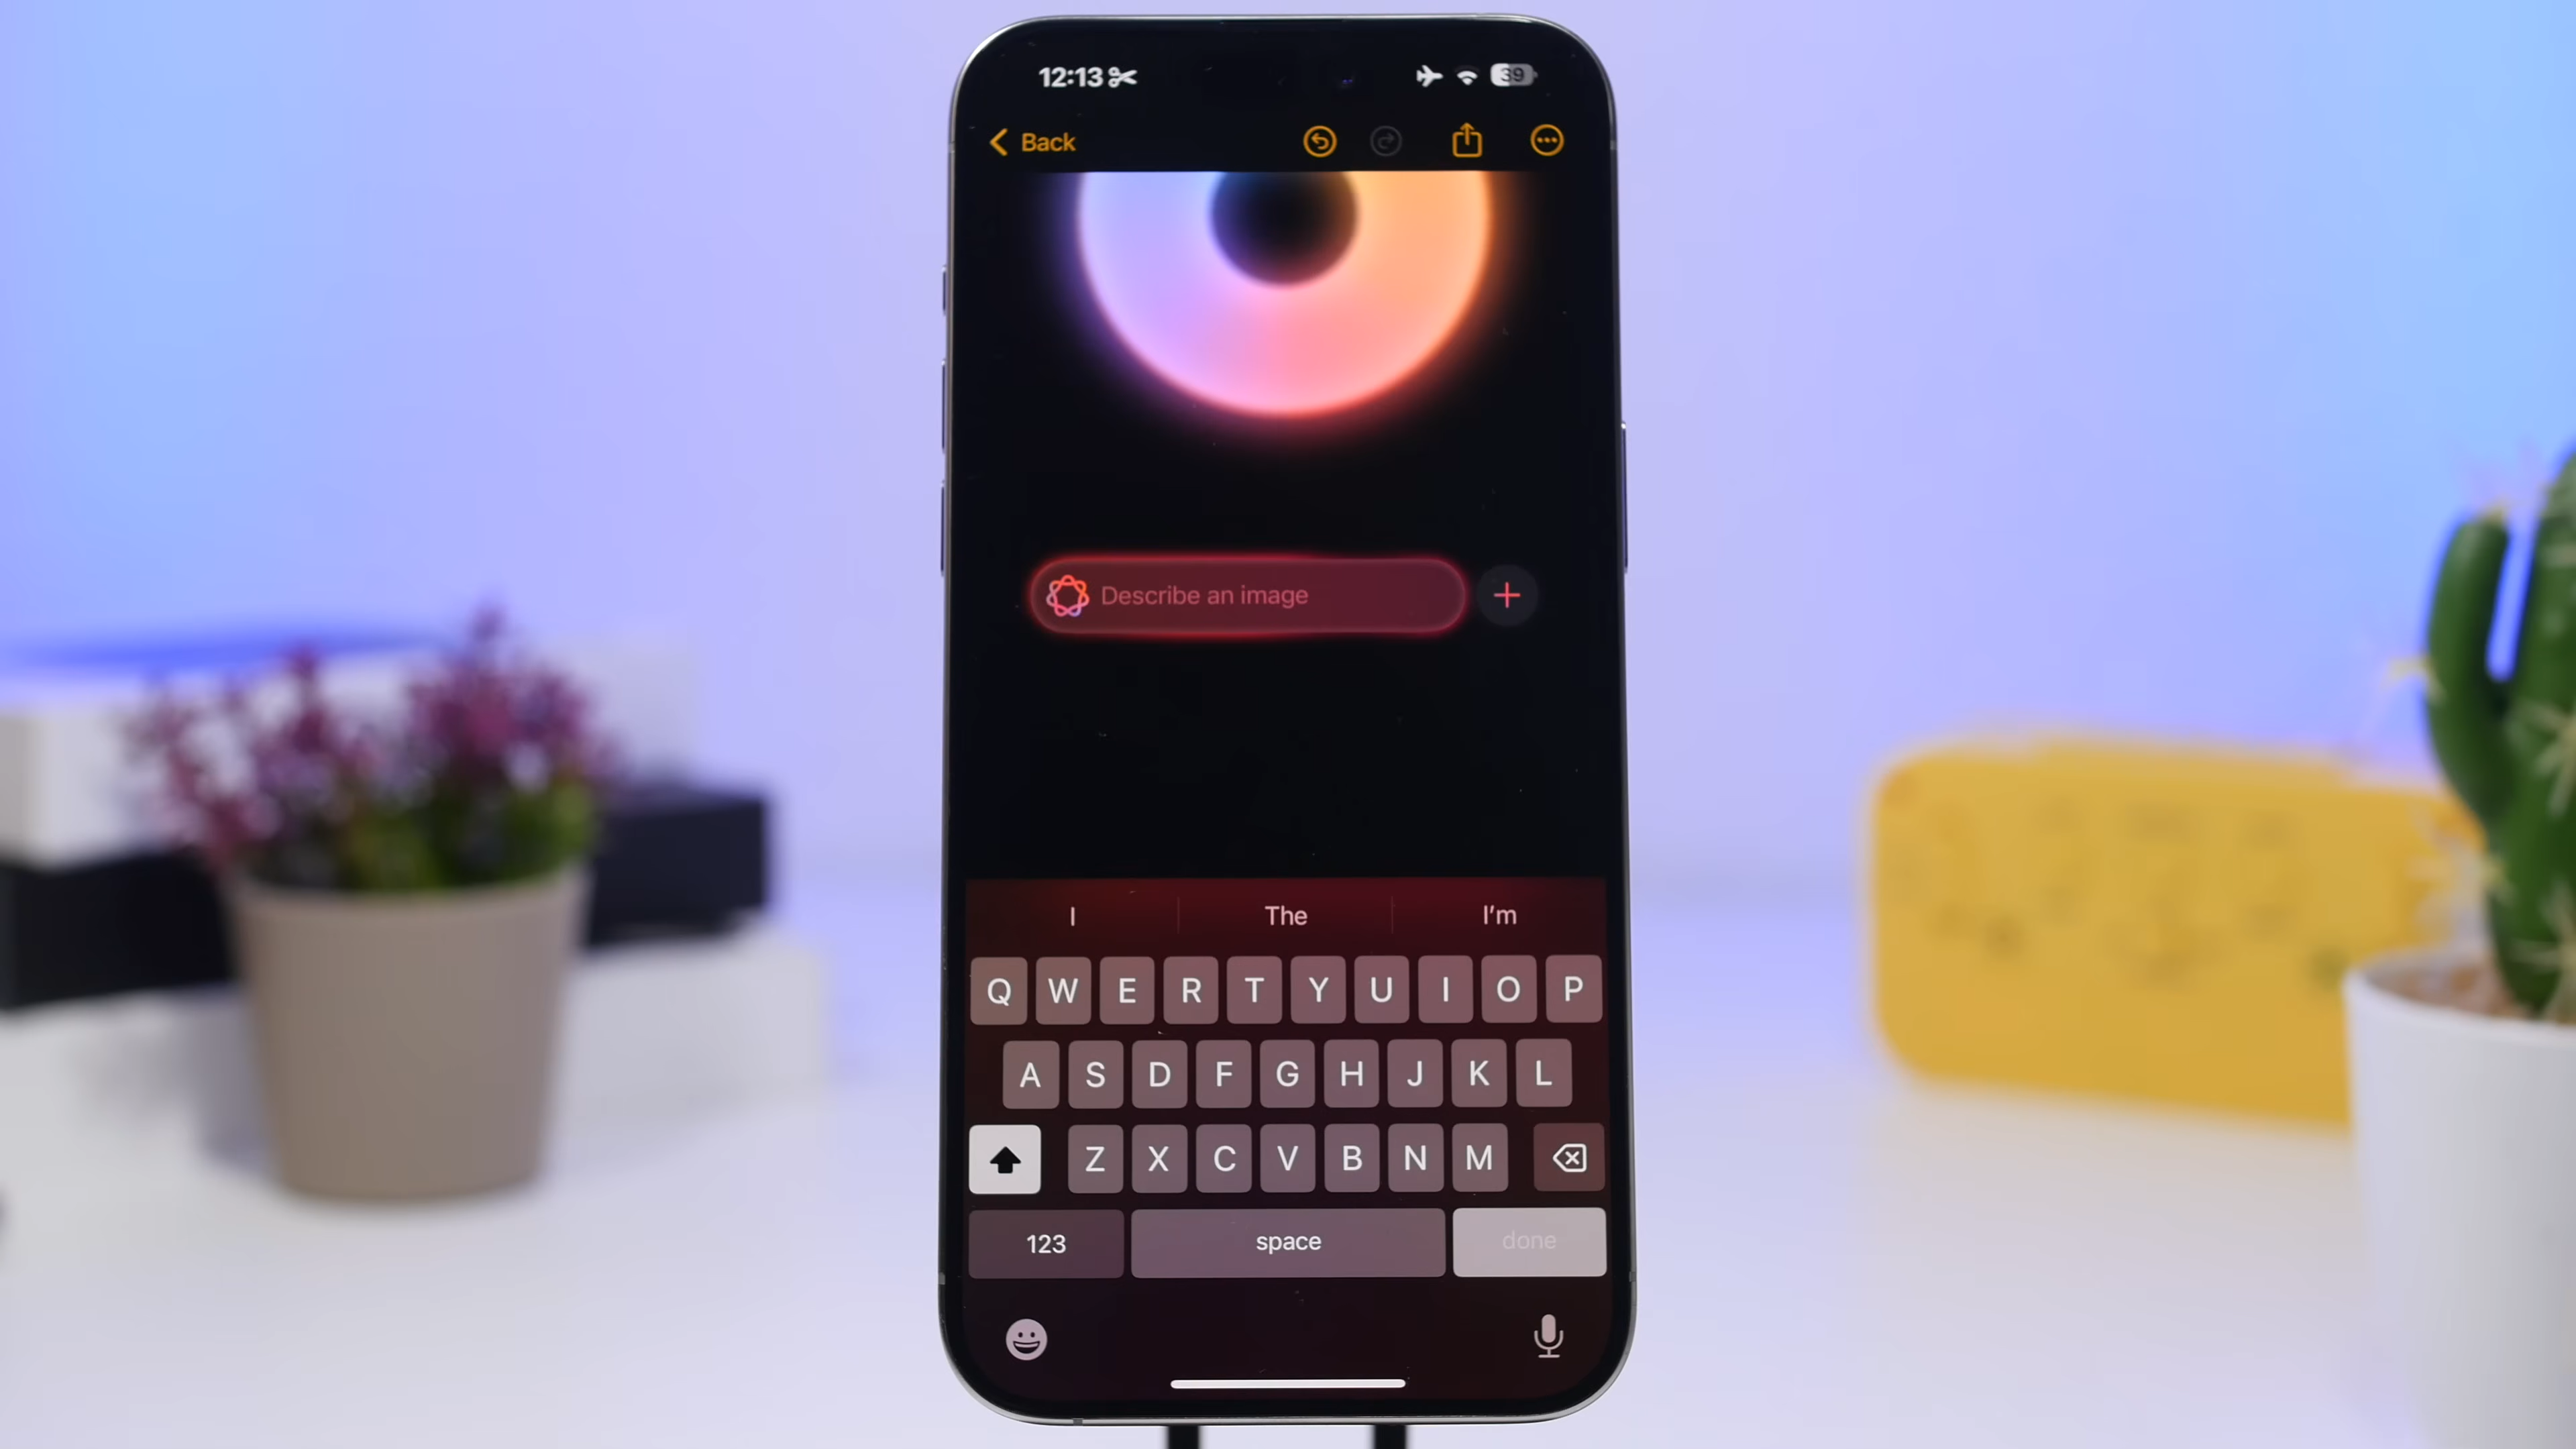 12:13 39
Back
Describe an image
I The I'm
Q W E R T Y U I O P
A S D F G H J K L
Z X C V B N M
123 space done